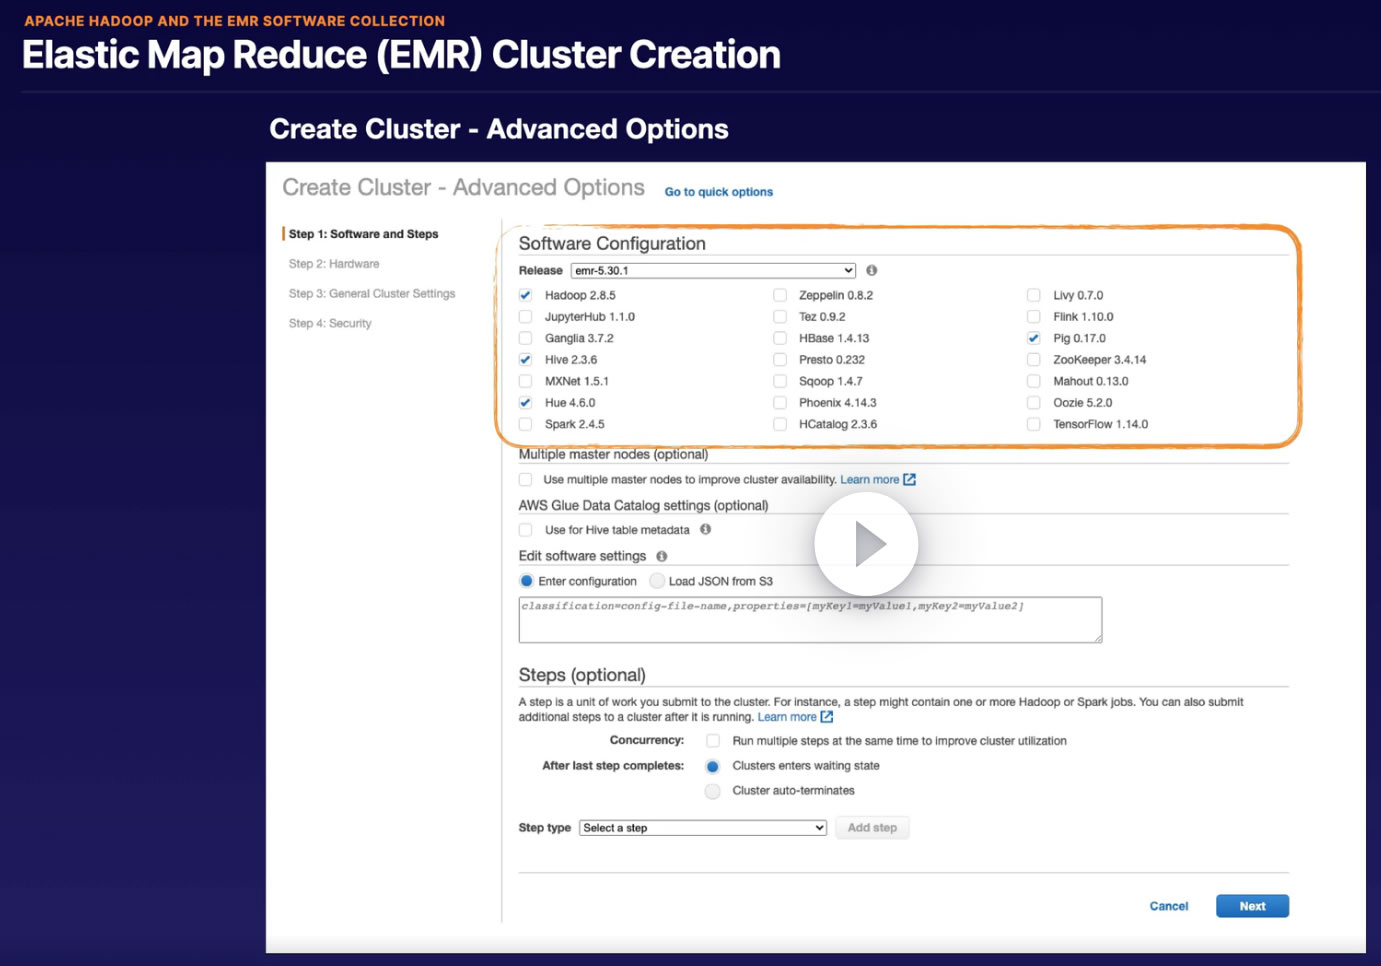 APACHE HADOOP AND THE EMR SOFTWARE COLLECTION
Elastic Map Reduce (EMR) Cluster Creation
Create Cluster - Advanced Options
Create Cluster - Advanced Options Go to quick options
Step 1: Software and Steps
Step 2: Hardware
Step 3: General Cluster Settings
Step 4: Security
Software Configuration
Release emr-5.30.1
Hadoop 2.8.5 Zeppelin 0.8.2 Livy 0.7.0
JupyterHub 1.1.0 Tez 0.9.2 Flink 1.10.0
Ganglia 3.7.2 HBase 1.4.13 Pig 0.17.0
Hive 2.3.6 Presto 0.232 ZooKeeper 3.4.14
MXNet 1.5.1 Sqoop 1.4.7 Mahout 0.13.0
Hue 4.6.0 Phoenix 4.14.3 Oozie 5.2.0
Spark 2.4.5 HCatalog 2.3.6 TensorFlow 1.14.0
Multiple master nodes (optional)
Use multiple master nodes to improve cluster availability. Learn more
AWS Glue Data Catalog settings (optional)
Use for Hive table metadata
Edit software settings
Enter configuration Load JSON from S3
classification=config-file-name,properties=[myKey1=myValue1,myKey2=myValue2]
Steps (optional)
A step is a unit of work you submit to the cluster. For instance, a step might contain one or more Hadoop or Spark jobs. You can also submit
additional steps to a cluster after it is running. Learn more
Concurrency: Run multiple steps at the same time to improve cluster utilization
After last step completes: Clusters enters waiting state
Cluster auto-terminates
Step type Select a step Add step
Cancel Next